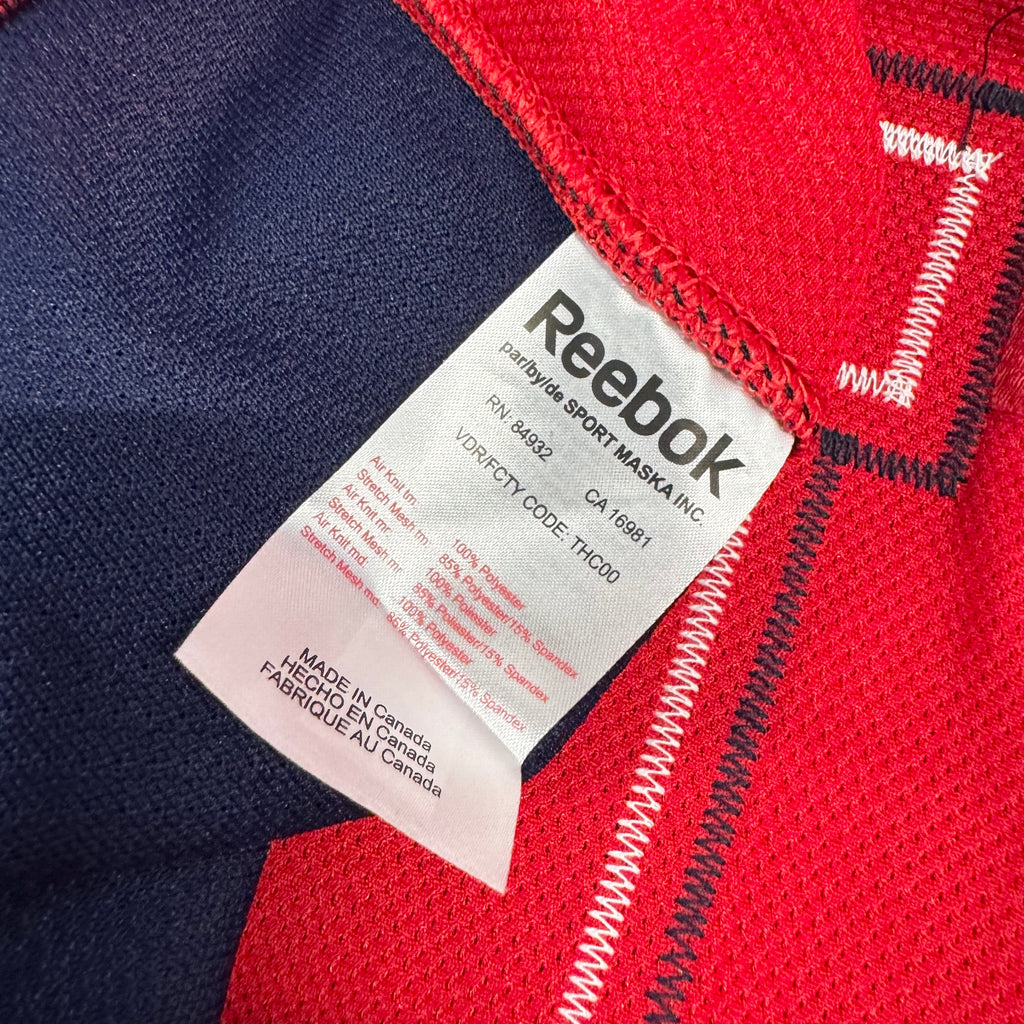 Reebok
par/by/de SPORT MASKA INC.
RN: 84932 CA 16981
VDR/FCTY CODE: THC00
Air Knit tn. 100% Polyester
Stretch Mesh tn. 85% Polyester/15% Spandex
Air Knit mr. 100% Polyester
Stretch Mesh mr. 85% Polyester/15% Spandex
Air Knit md. 100% Polyester
Stretch Mesh md. 85% Polyester/15% Spandex
MADE IN Canada
HECHO EN Canada
FABRIQUE AU Canada